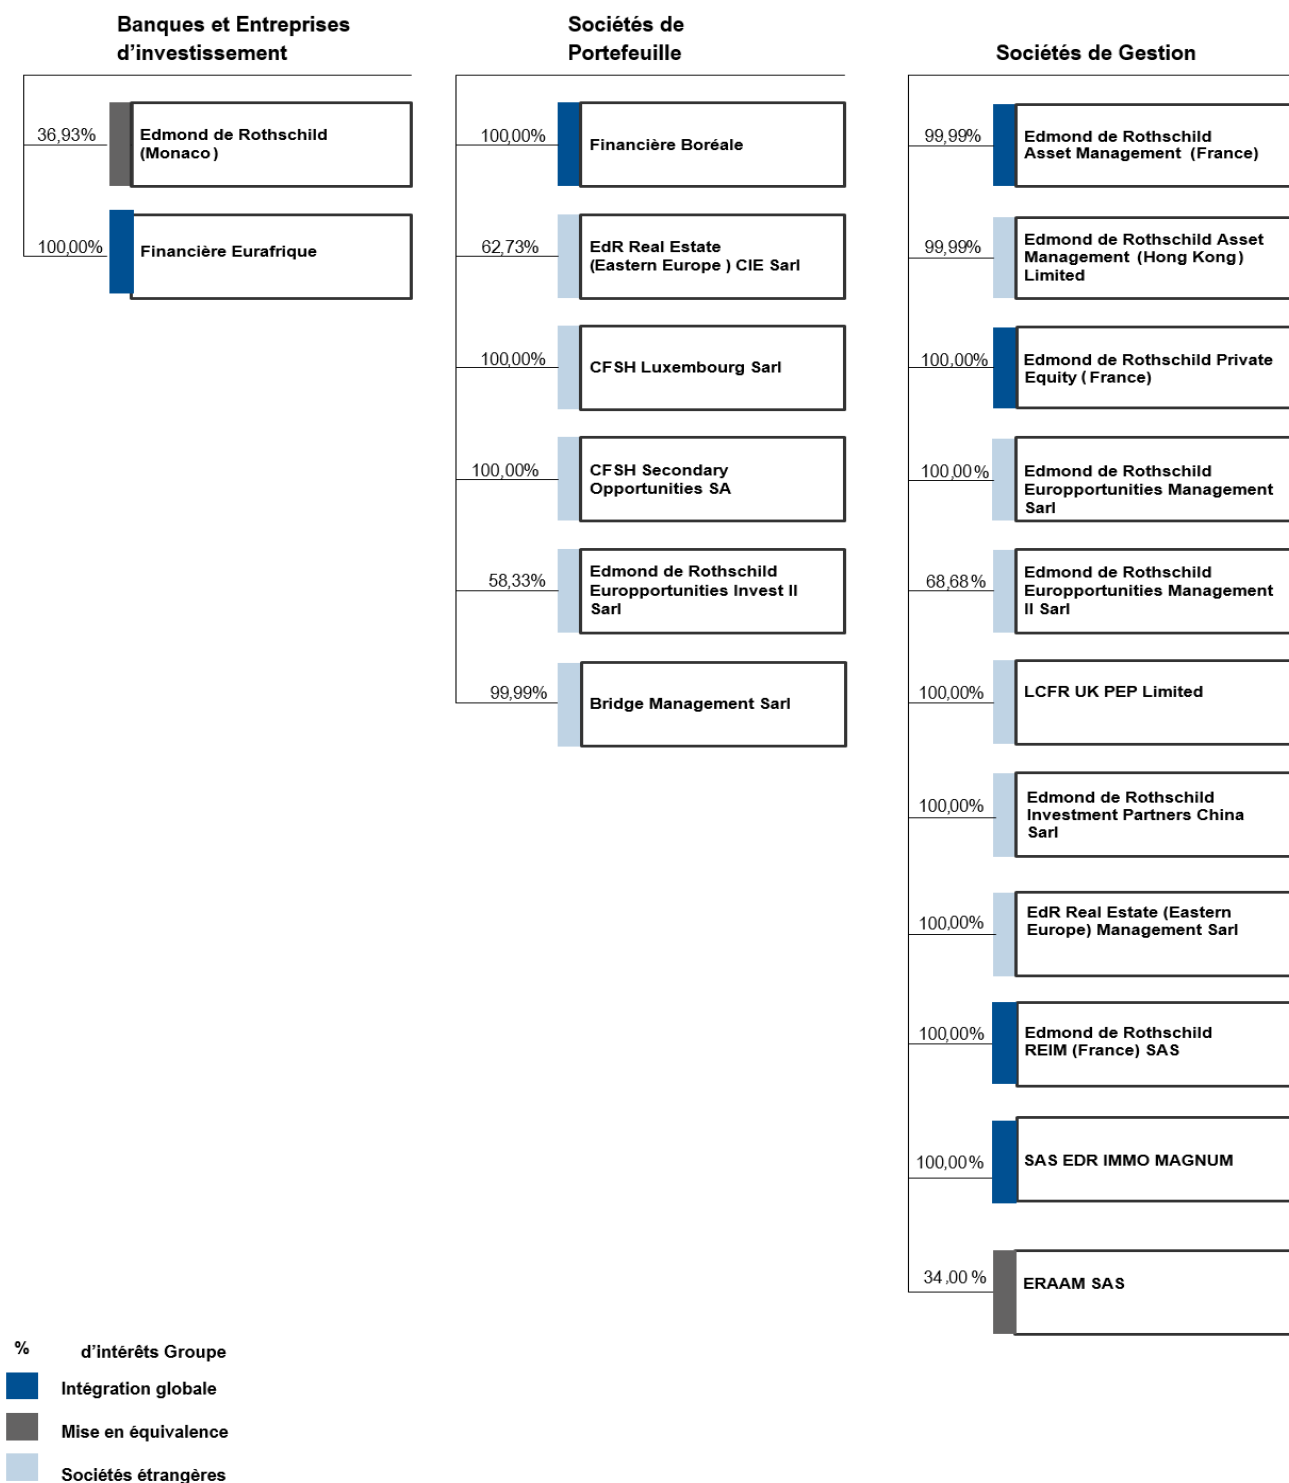 Banques et Entreprises
d’investissement
36,93%
Edmond de Rothschild
(Monaco)
100,00%
Financière Eurafrique
Sociétés de
Portefeuille
100,00%
Financière Boréale
62,73%
EdR Real Estate
(Eastern Europe ) CIE Sarl
100,00%
CFSH Luxembourg Sarl
100,00%
CFSH Secondary
Opportunities SA
58,33%
Edmond de Rothschild
Europportunities Invest II
Sarl
99,99%
Bridge Management Sarl
Sociétés de Gestion
99,99%
Edmond de Rothschild
Asset Management (France)
99,99%
Edmond de Rothschild Asset
Management (Hong Kong)
Limited
100,00%
Edmond de Rothschild Private
Equity (France)
100,00%
Edmond de Rothschild
Europportunities Management
Sarl
68,68%
Edmond de Rothschild
Europportunities Management
II Sarl
100,00%
LCFR UK PEP Limited
100,00%
Edmond de Rothschild
Investment Partners China
Sarl
100,00%
EdR Real Estate (Eastern
Europe) Management Sarl
100,00%
Edmond de Rothschild
REIM (France) SAS
100,00%
SAS EDR IMMO MAGNUM
34,00 %
ERAAM SAS
% d’intérêts Groupe
Intégration globale
Mise en équivalence
Sociétés étrangères